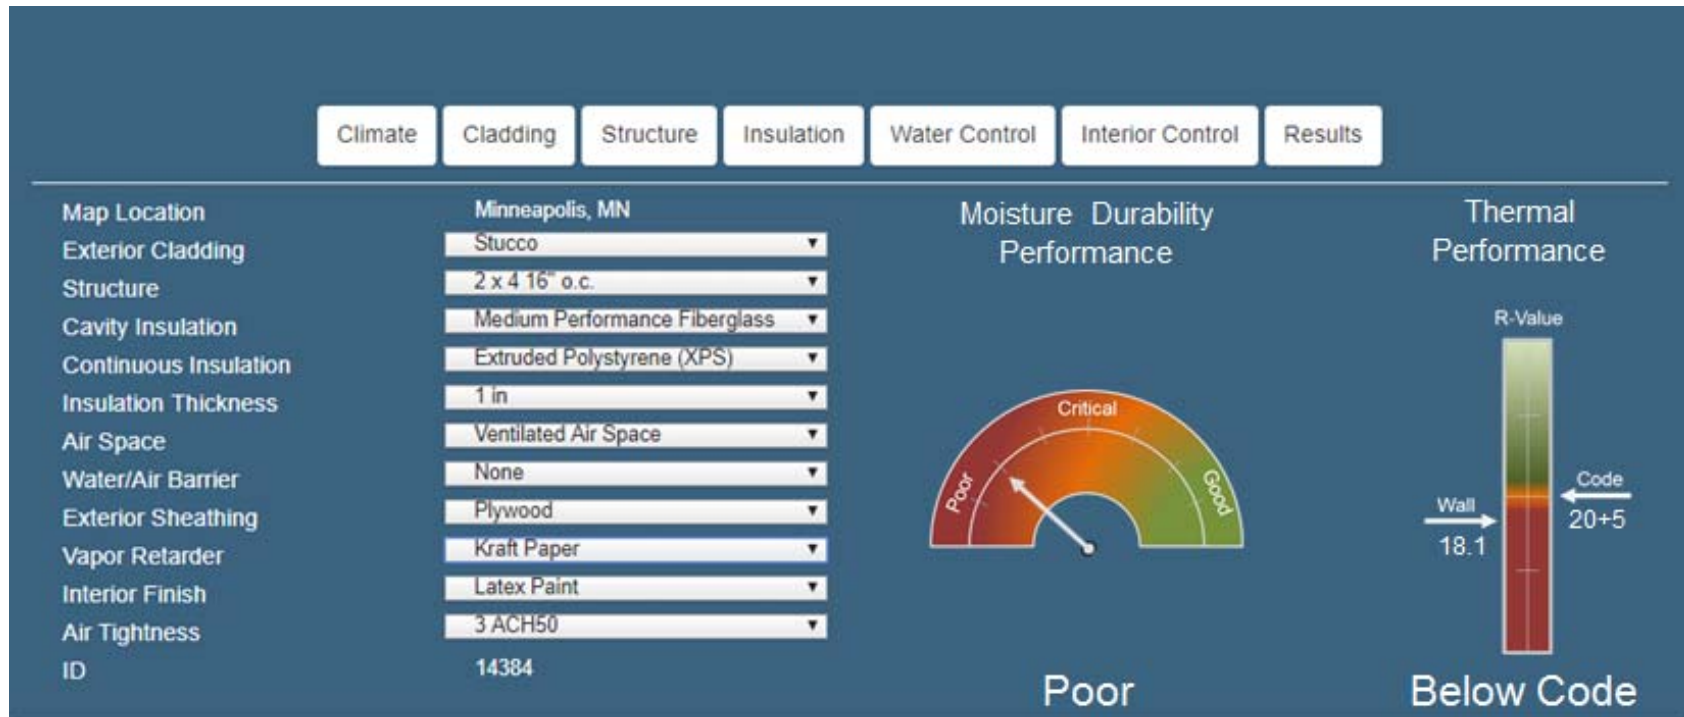 Climate Cladding Structure Insulation Water Control Interior Control Results
Map Location Minneapolis, MN
Exterior Cladding Stucco
Structure 2 x 4 16" o.c.
Cavity Insulation Medium Performance Fiberglass
Continuous Insulation Extruded Polystyrene (XPS)
Insulation Thickness 1 in
Air Space Ventilated Air Space
Water/Air Barrier None
Exterior Sheathing Plywood
Vapor Retarder Kraft Paper
Interior Finish Latex Paint
Air Tightness 3 ACH50
ID 14384
Moisture Durability
Performance
Poor
Critical
Good
Poor
Thermal
Performance
R-Value
Wall
18.1
Code
20+5
Below Code